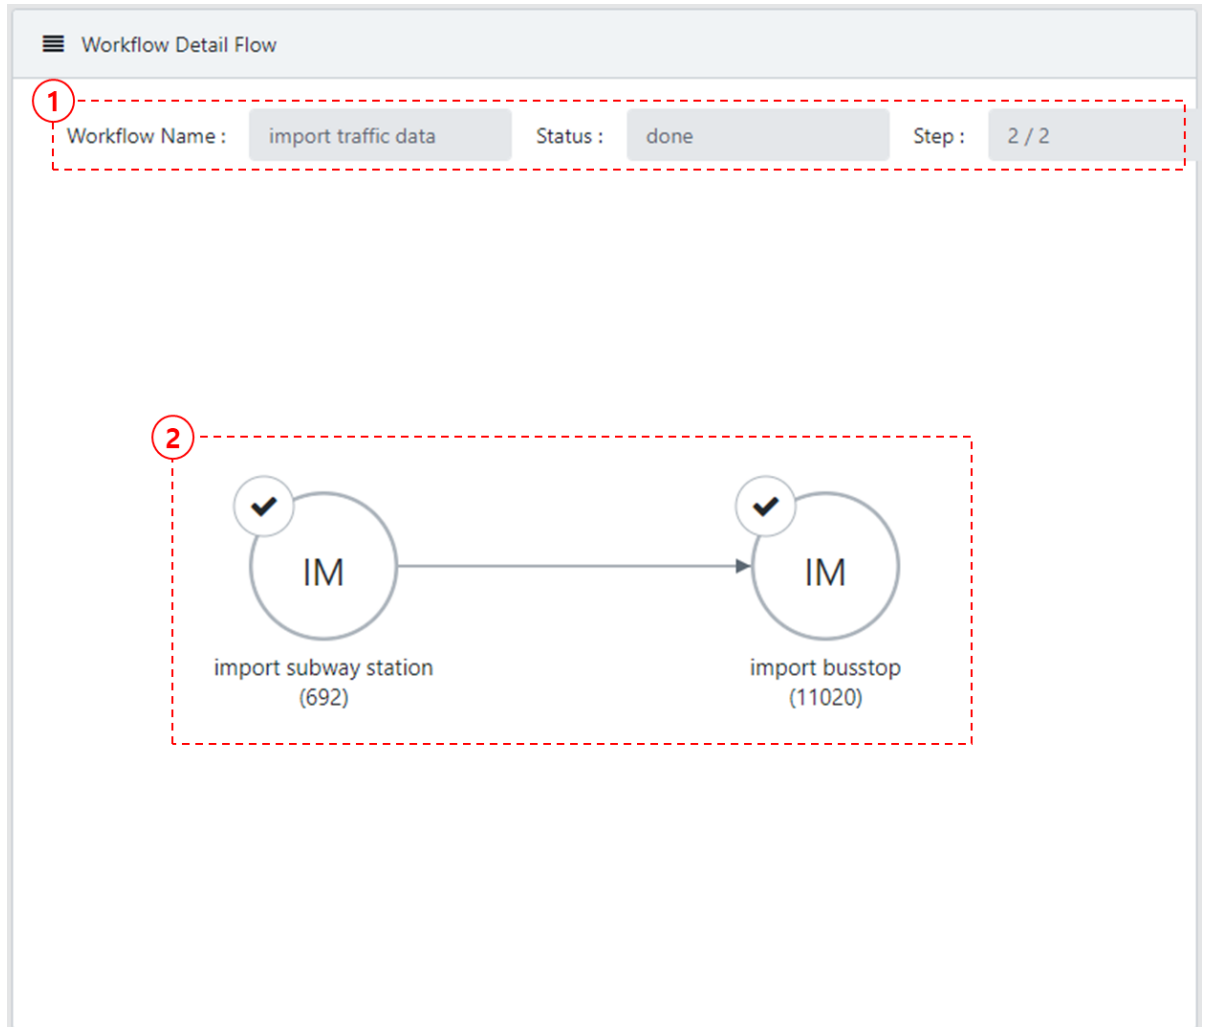 Workflow Detail Flow
1
Workflow Name : import traffic data Status : done Step : 2 / 2
2
IM IM
import subway station import busstop
(692) (11020)